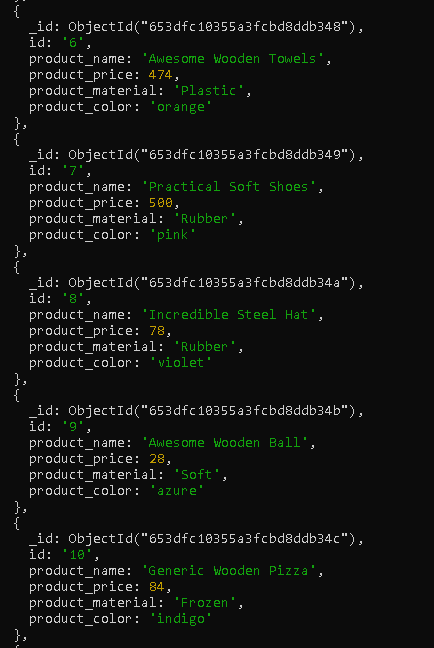 {
_id: ObjectId("653dfc10355a3fcbd8ddb348"),
id: '6',
product_name: 'Awesome Wooden Towels',
product_price: 474,
product_material: 'Plastic',
product_color: 'orange'
},
{
_id: ObjectId("653dfc10355a3fcbd8ddb349"),
id: '7',
product_name: 'Practical Soft Shoes',
product_price: 500,
product_material: 'Rubber',
product_color: 'pink'
},
{
_id: ObjectId("653dfc10355a3fcbd8ddb34a"),
id: '8',
product_name: 'Incredible Steel Hat',
product_price: 78,
product_material: 'Rubber',
product_color: 'violet'
},
{
_id: ObjectId("653dfc10355a3fcbd8ddb34b"),
id: '9',
product_name: 'Awesome Wooden Ball',
product_price: 28,
product_material: 'Soft',
product_color: 'azure'
},
{
_id: ObjectId("653dfc10355a3fcbd8ddb34c"),
id: '10',
product_name: 'Generic Wooden Pizza',
product_price: 84,
product_material: 'Frozen',
product_color: 'indigo'
},